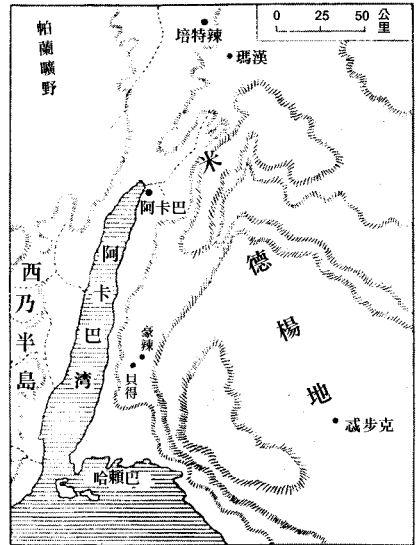 帕蘭曠野
培特辣
瑪漢
0 25 50 公里
米德楊地
阿卡巴
阿卡巴湾
西乃半島
豪辣
貝得
忒步克
哈賴巴